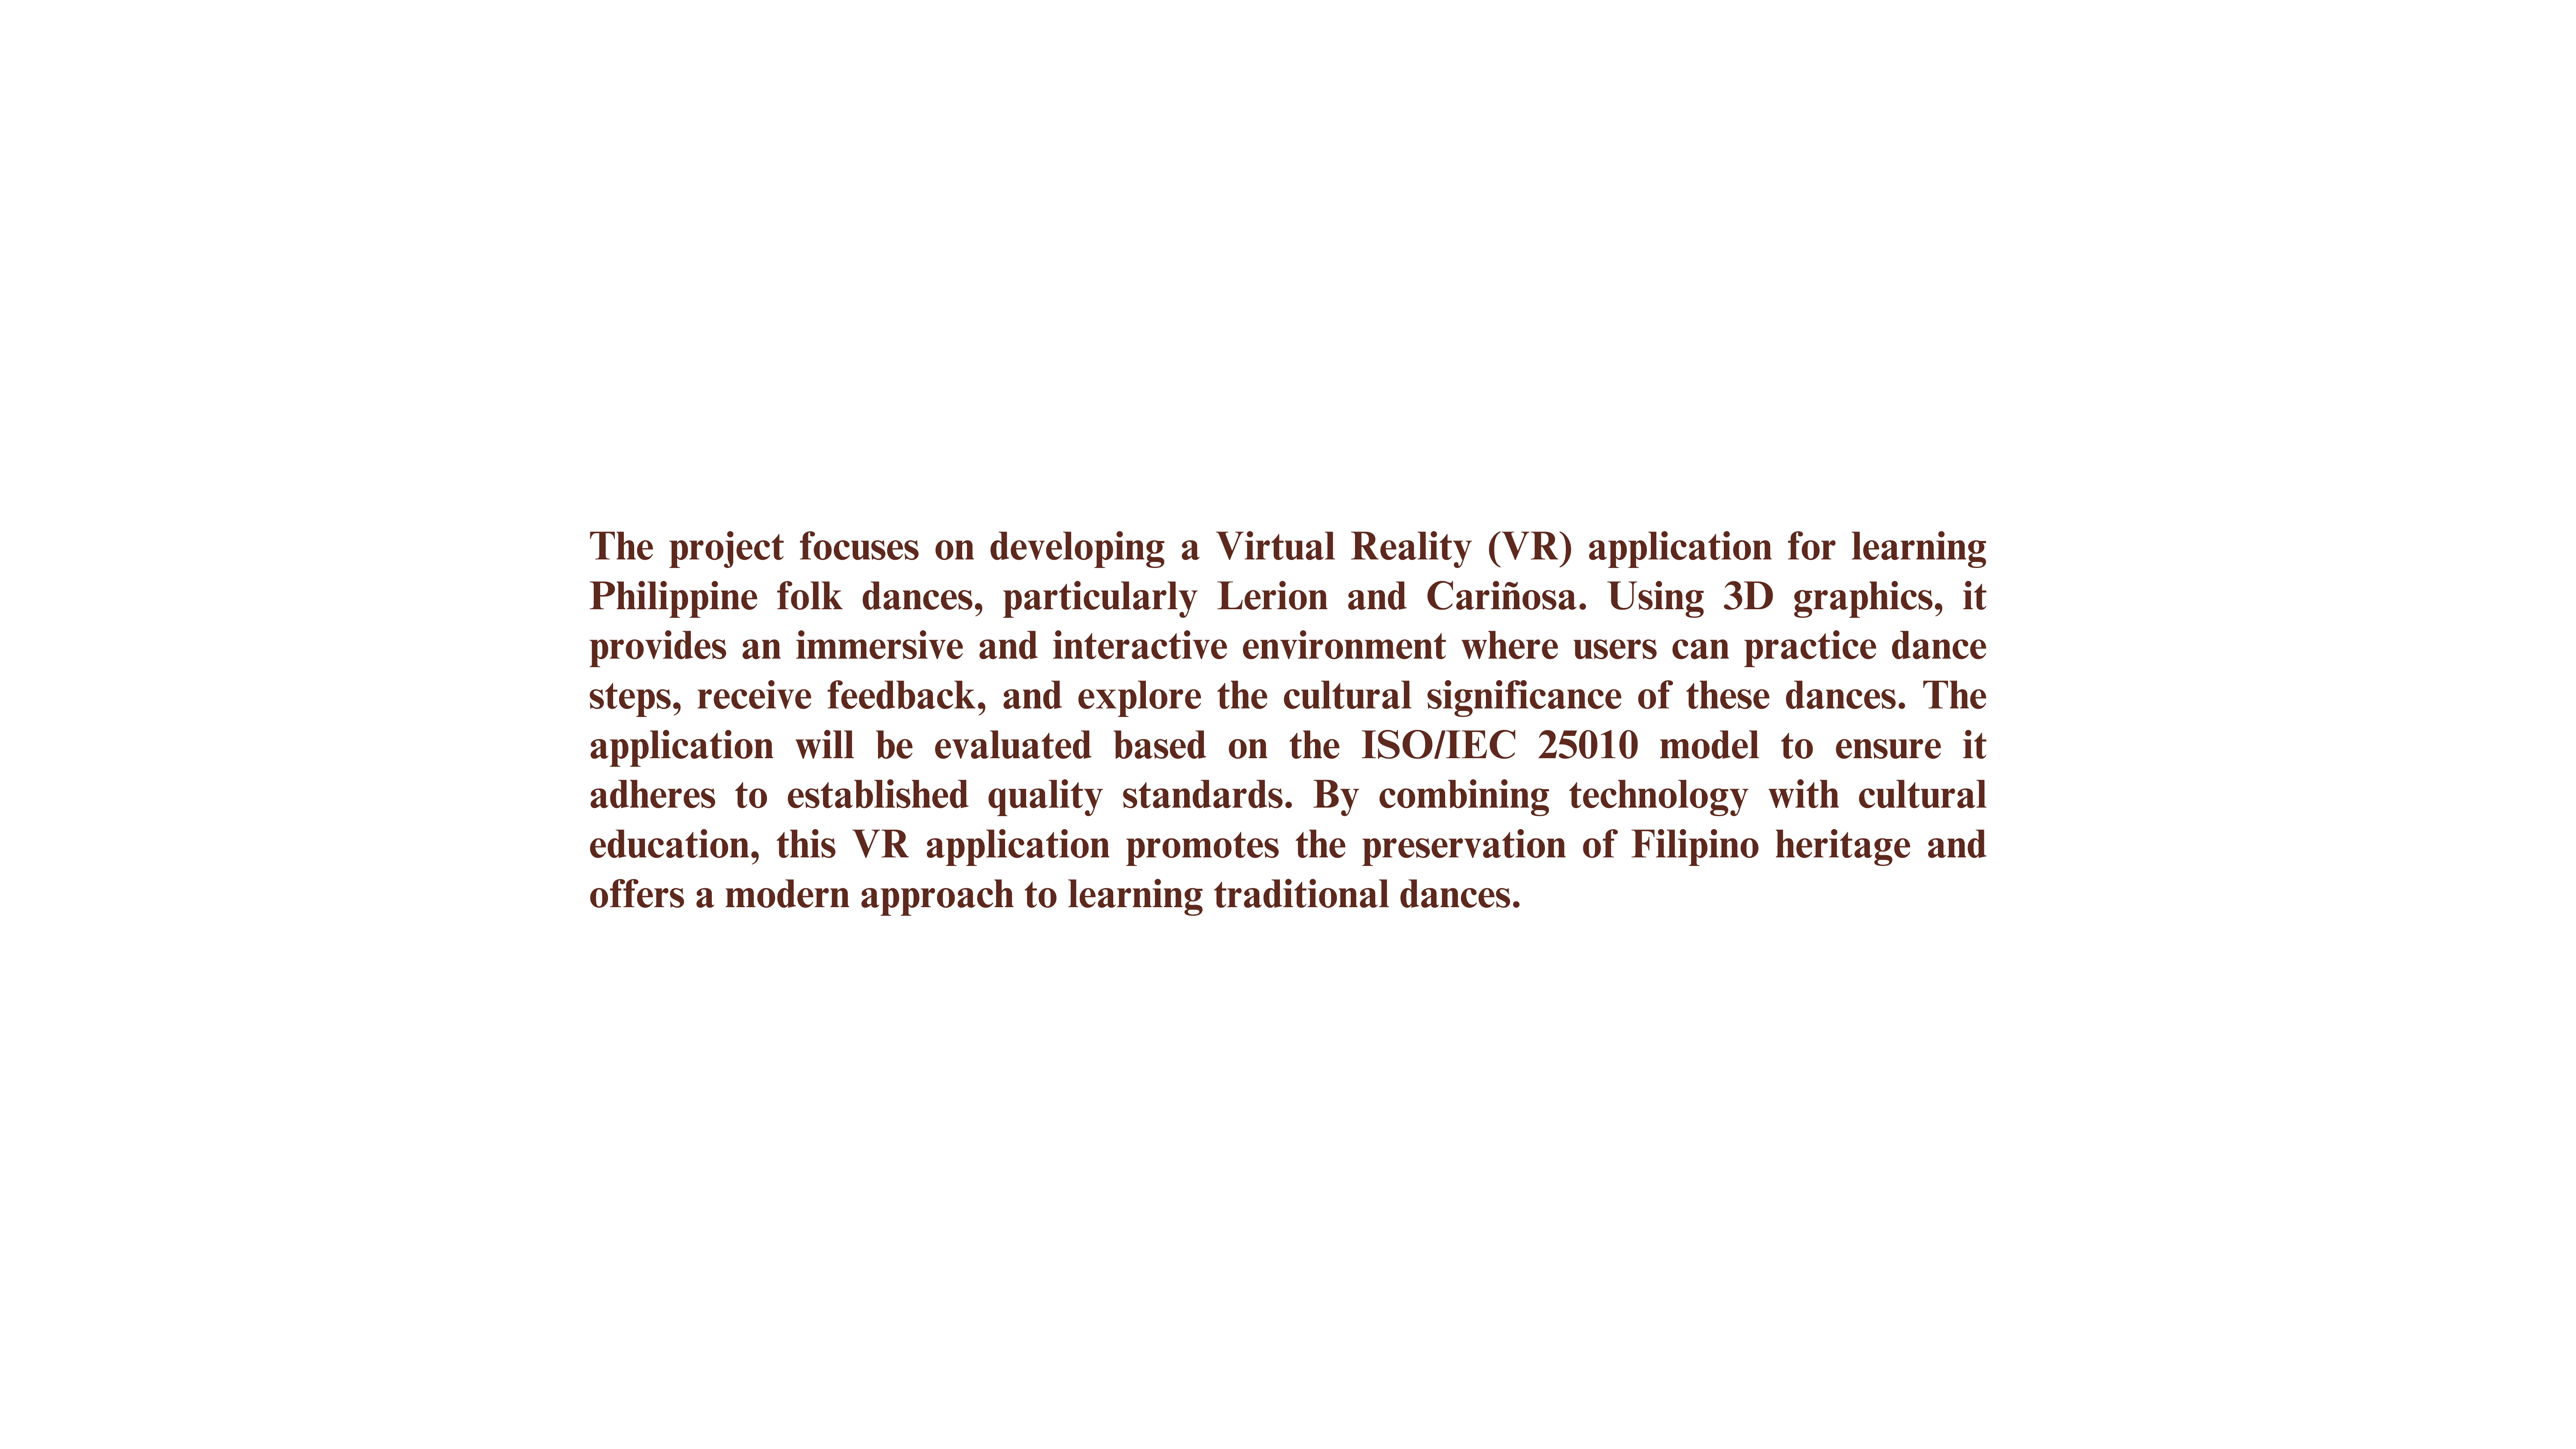 The project focuses on developing a Virtual Reality (VR) application for learning
Philippine folk dances, particularly Lerion and Cariñosa. Using 3D graphics, it
provides an immersive and interactive environment where users can practice dance
steps, receive feedback, and explore the cultural significance of these dances. The
application will be evaluated based on the ISO/IEC 25010 model to ensure it
adheres to established quality standards. By combining technology with cultural
education, this VR application promotes the preservation of Filipino heritage and
offers a modern approach to learning traditional dances.